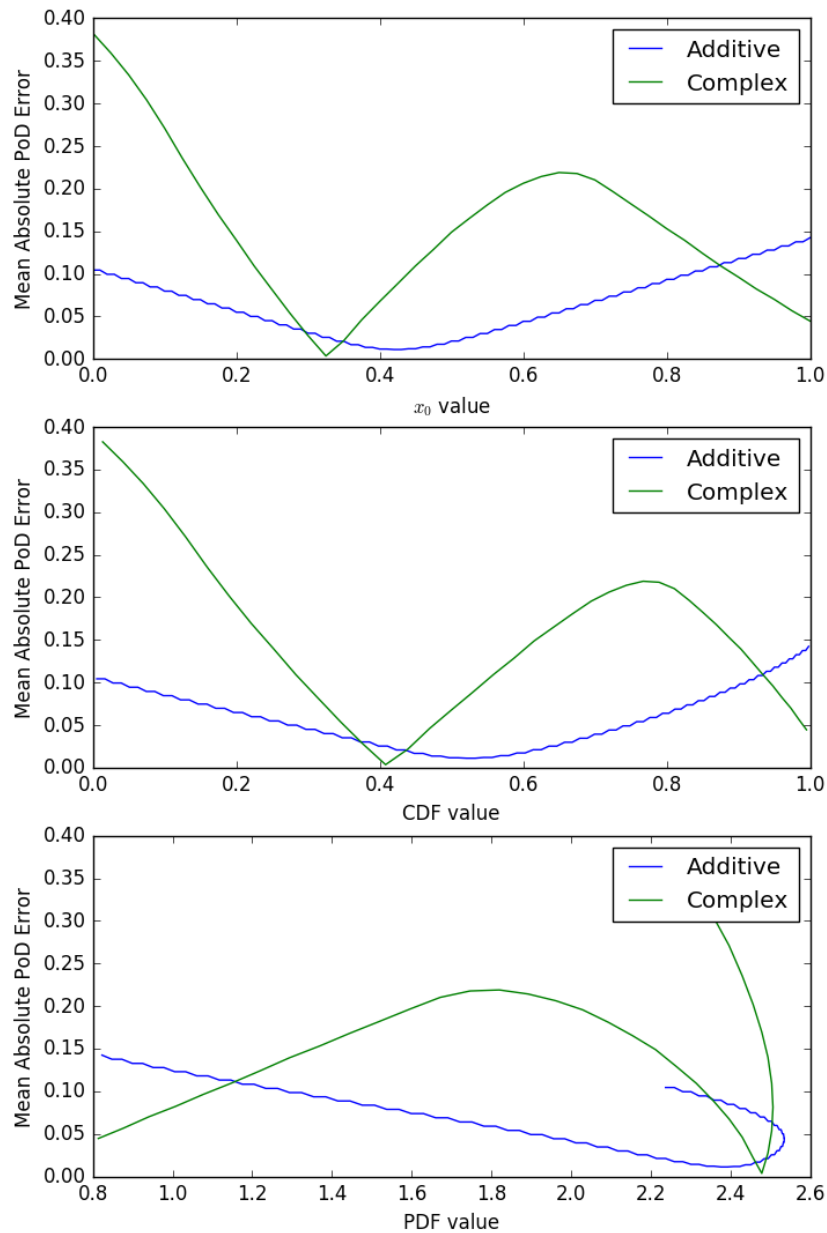 0.40
0.35
0.30
0.25
0.20
0.15
0.10
0.05
0.00
Mean Absolute PoD Error
Additive
Complex
0.0 0.2 0.4 0.6 0.8 1.0
x₀ value
0.40
0.35
0.30
0.25
0.20
0.15
0.10
0.05
0.00
Mean Absolute PoD Error
Additive
Complex
0.0 0.2 0.4 0.6 0.8 1.0
CDF value
0.40
0.35
0.30
0.25
0.20
0.15
0.10
0.05
0.00
Mean Absolute PoD Error
Additive
Complex
0.8 1.0 1.2 1.4 1.6 1.8 2.0 2.2 2.4 2.6
PDF value